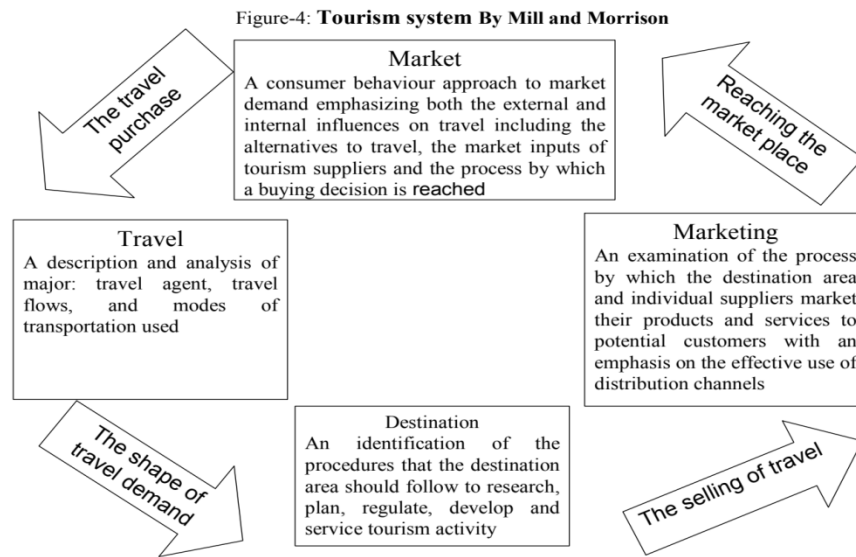 Figure-4: Tourism system By Mill and Morrison
Market
A consumer behaviour approach to market
demand emphasizing both the external and
internal influences on travel including the
alternatives to travel, the market inputs of
tourism suppliers and the process by which
a buying decision is reached
The travel
purchase
Reaching the
market place
Travel
A description and analysis of
major: travel agent, travel
flows, and modes of
transportation used
Marketing
An examination of the process
by which the destination area
and individual suppliers market
their products and services to
potential customers with an
emphasis on the effective use of
distribution channels
The shape of
travel demand
Destination
An identification of the
procedures that the destination
area should follow to research,
plan, regulate, develop and
service tourism activity
The selling of travel